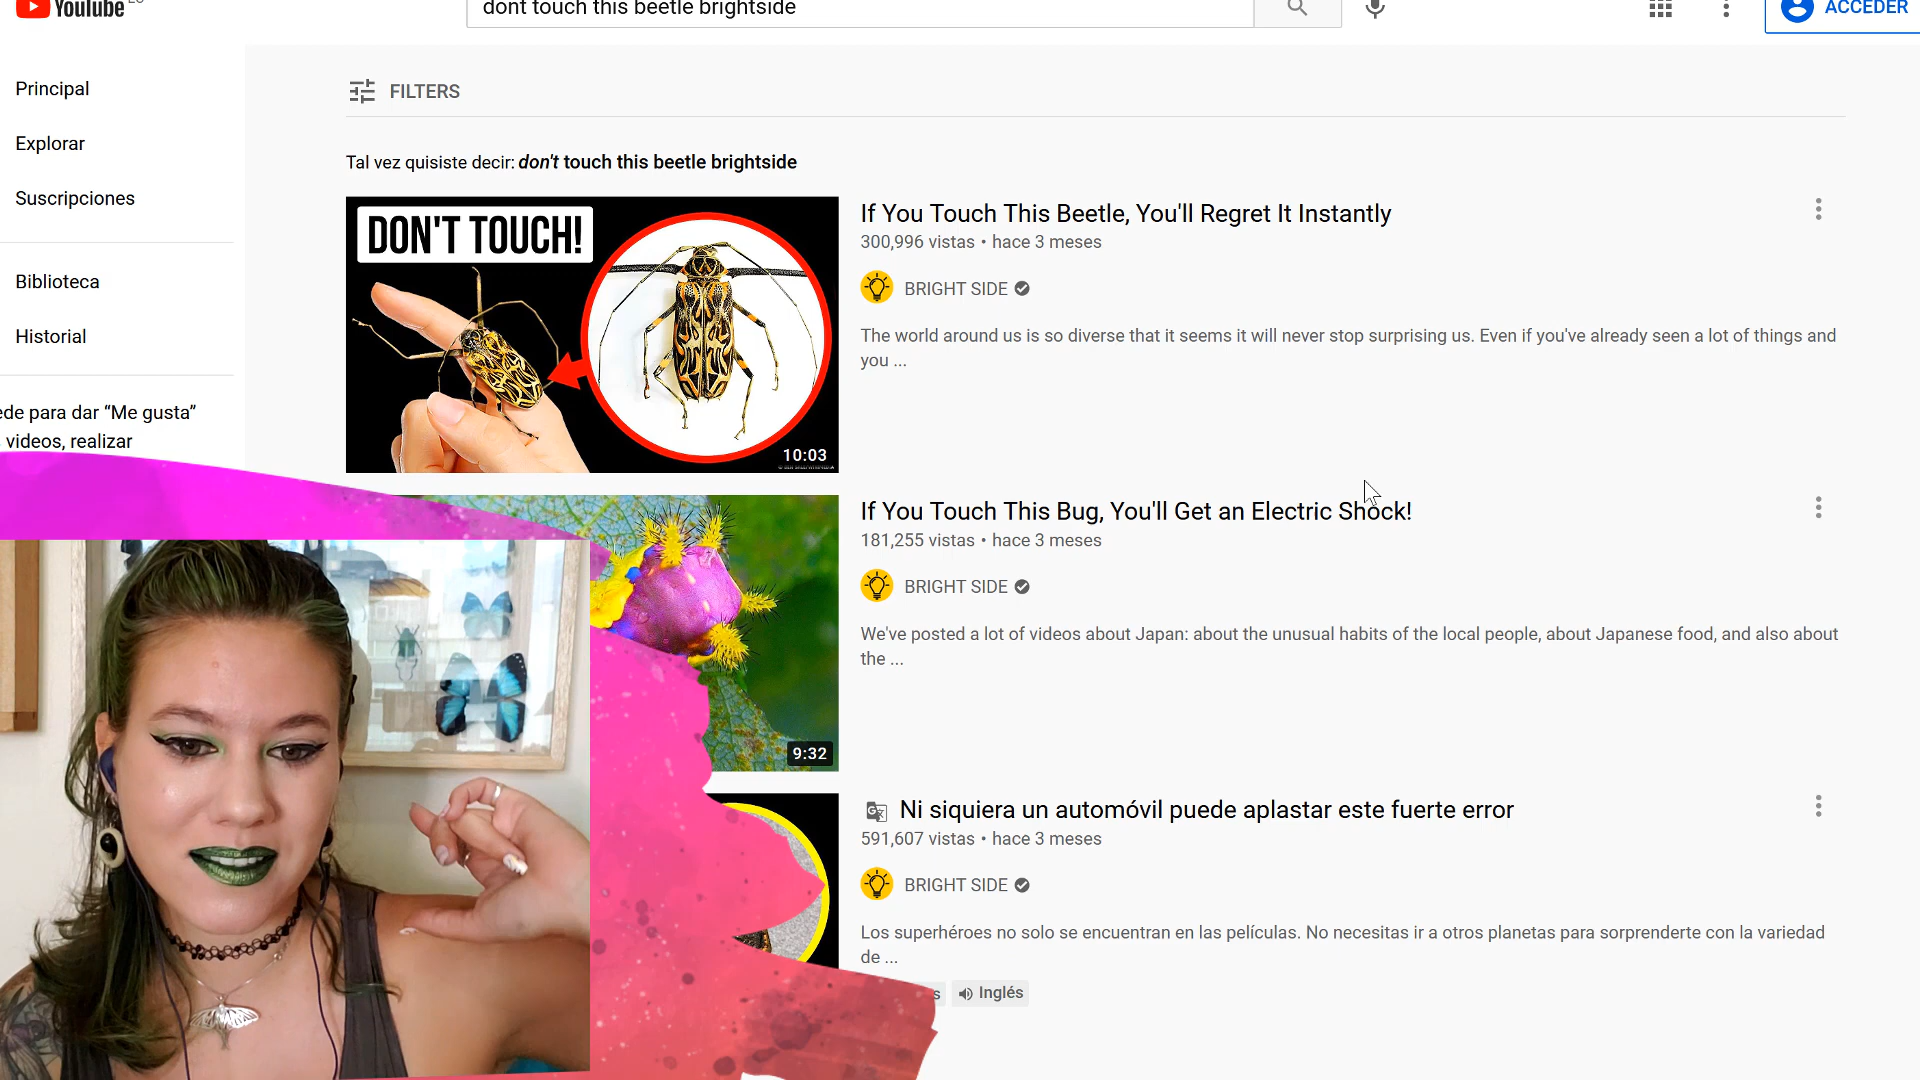 YouTube
dont touch this beetle brightside
ACCEDER
Principal
Explorar
Suscripciones
Biblioteca
Historial
ede para dar “Me gusta”
videos, realizar
FILTERS
Tal vez quisiste decir: don't touch this beetle brightside
DON'T TOUCH!
10:03
If You Touch This Beetle, You'll Regret It Instantly
300,996 vistas • hace 3 meses
BRIGHT SIDE
The world around us is so diverse that it seems it will never stop surprising us. Even if you've already seen a lot of things and
you ...
9:32
If You Touch This Bug, You'll Get an Electric Shock!
181,255 vistas • hace 3 meses
BRIGHT SIDE
We've posted a lot of videos about Japan: about the unusual habits of the local people, about Japanese food, and also about
the ...
Ni siquiera un automóvil puede aplastar este fuerte error
591,607 vistas • hace 3 meses
BRIGHT SIDE
Los superhéroes no solo se encuentran en las películas. No necesitas ir a otros planetas para sorprenderte con la variedad
de ...
s
Inglés